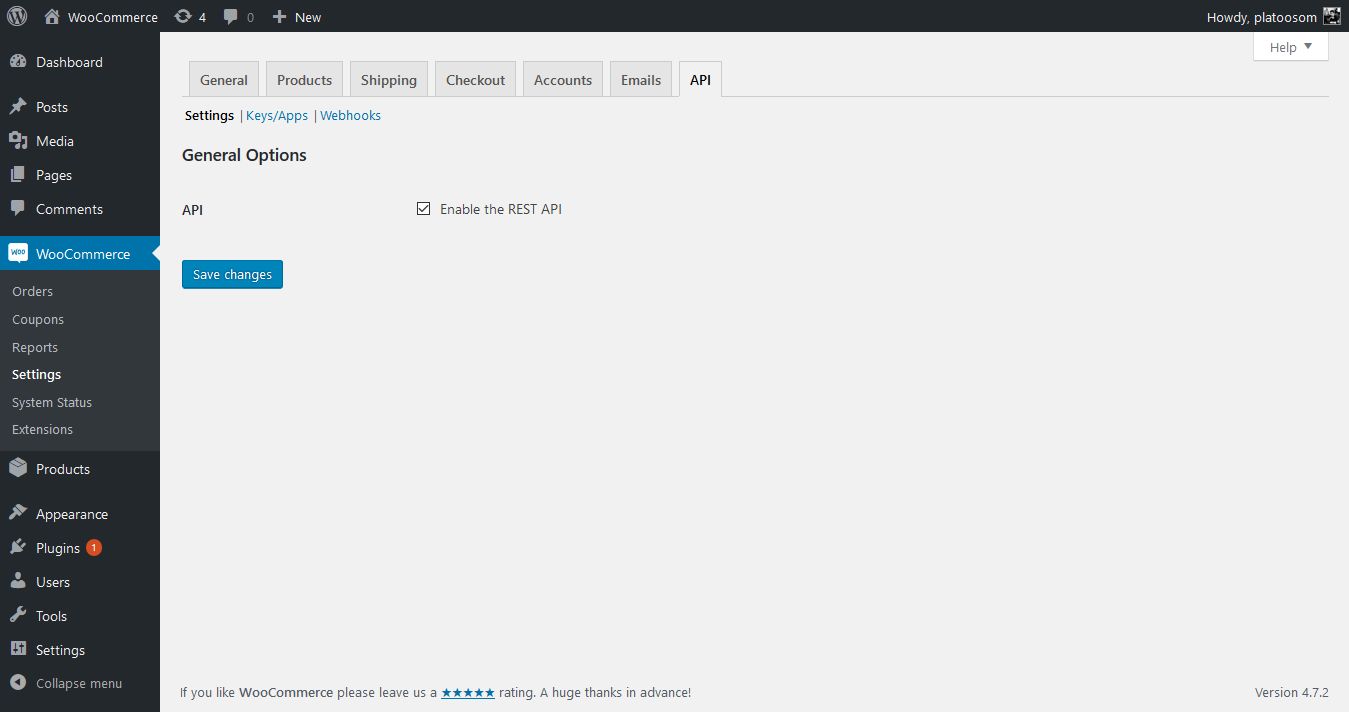 WooCommerce 4 0 New Howdy, platoosom
Help
Dashboard
Posts
Media
Pages
Comments
WooCommerce
Orders
Coupons
Reports
Settings
System Status
Extensions
Products
Appearance
Plugins 1
Users
Tools
Settings
Collapse menu
General Products Shipping Checkout Accounts Emails API
Settings | Keys/Apps | Webhooks
General Options
API Enable the REST API
Save changes
If you like WooCommerce please leave us a ★★★★★ rating. A huge thanks in advance! Version 4.7.2